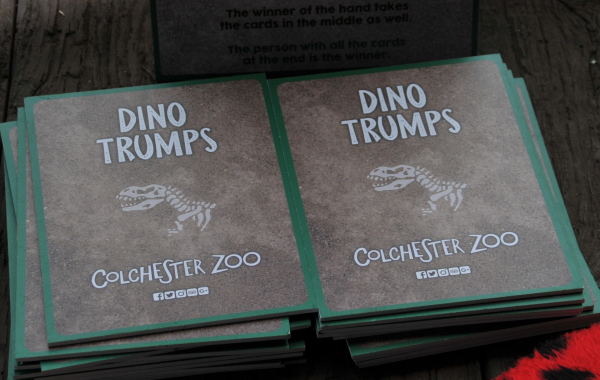 The winner of the hand takes
the cards in the middle as well.
The person with all the cards
at the end is the winner.
DINO
TRUMPS
COLCHESTER ZOO
DINO
TRUMPS
COLCHESTER ZOO